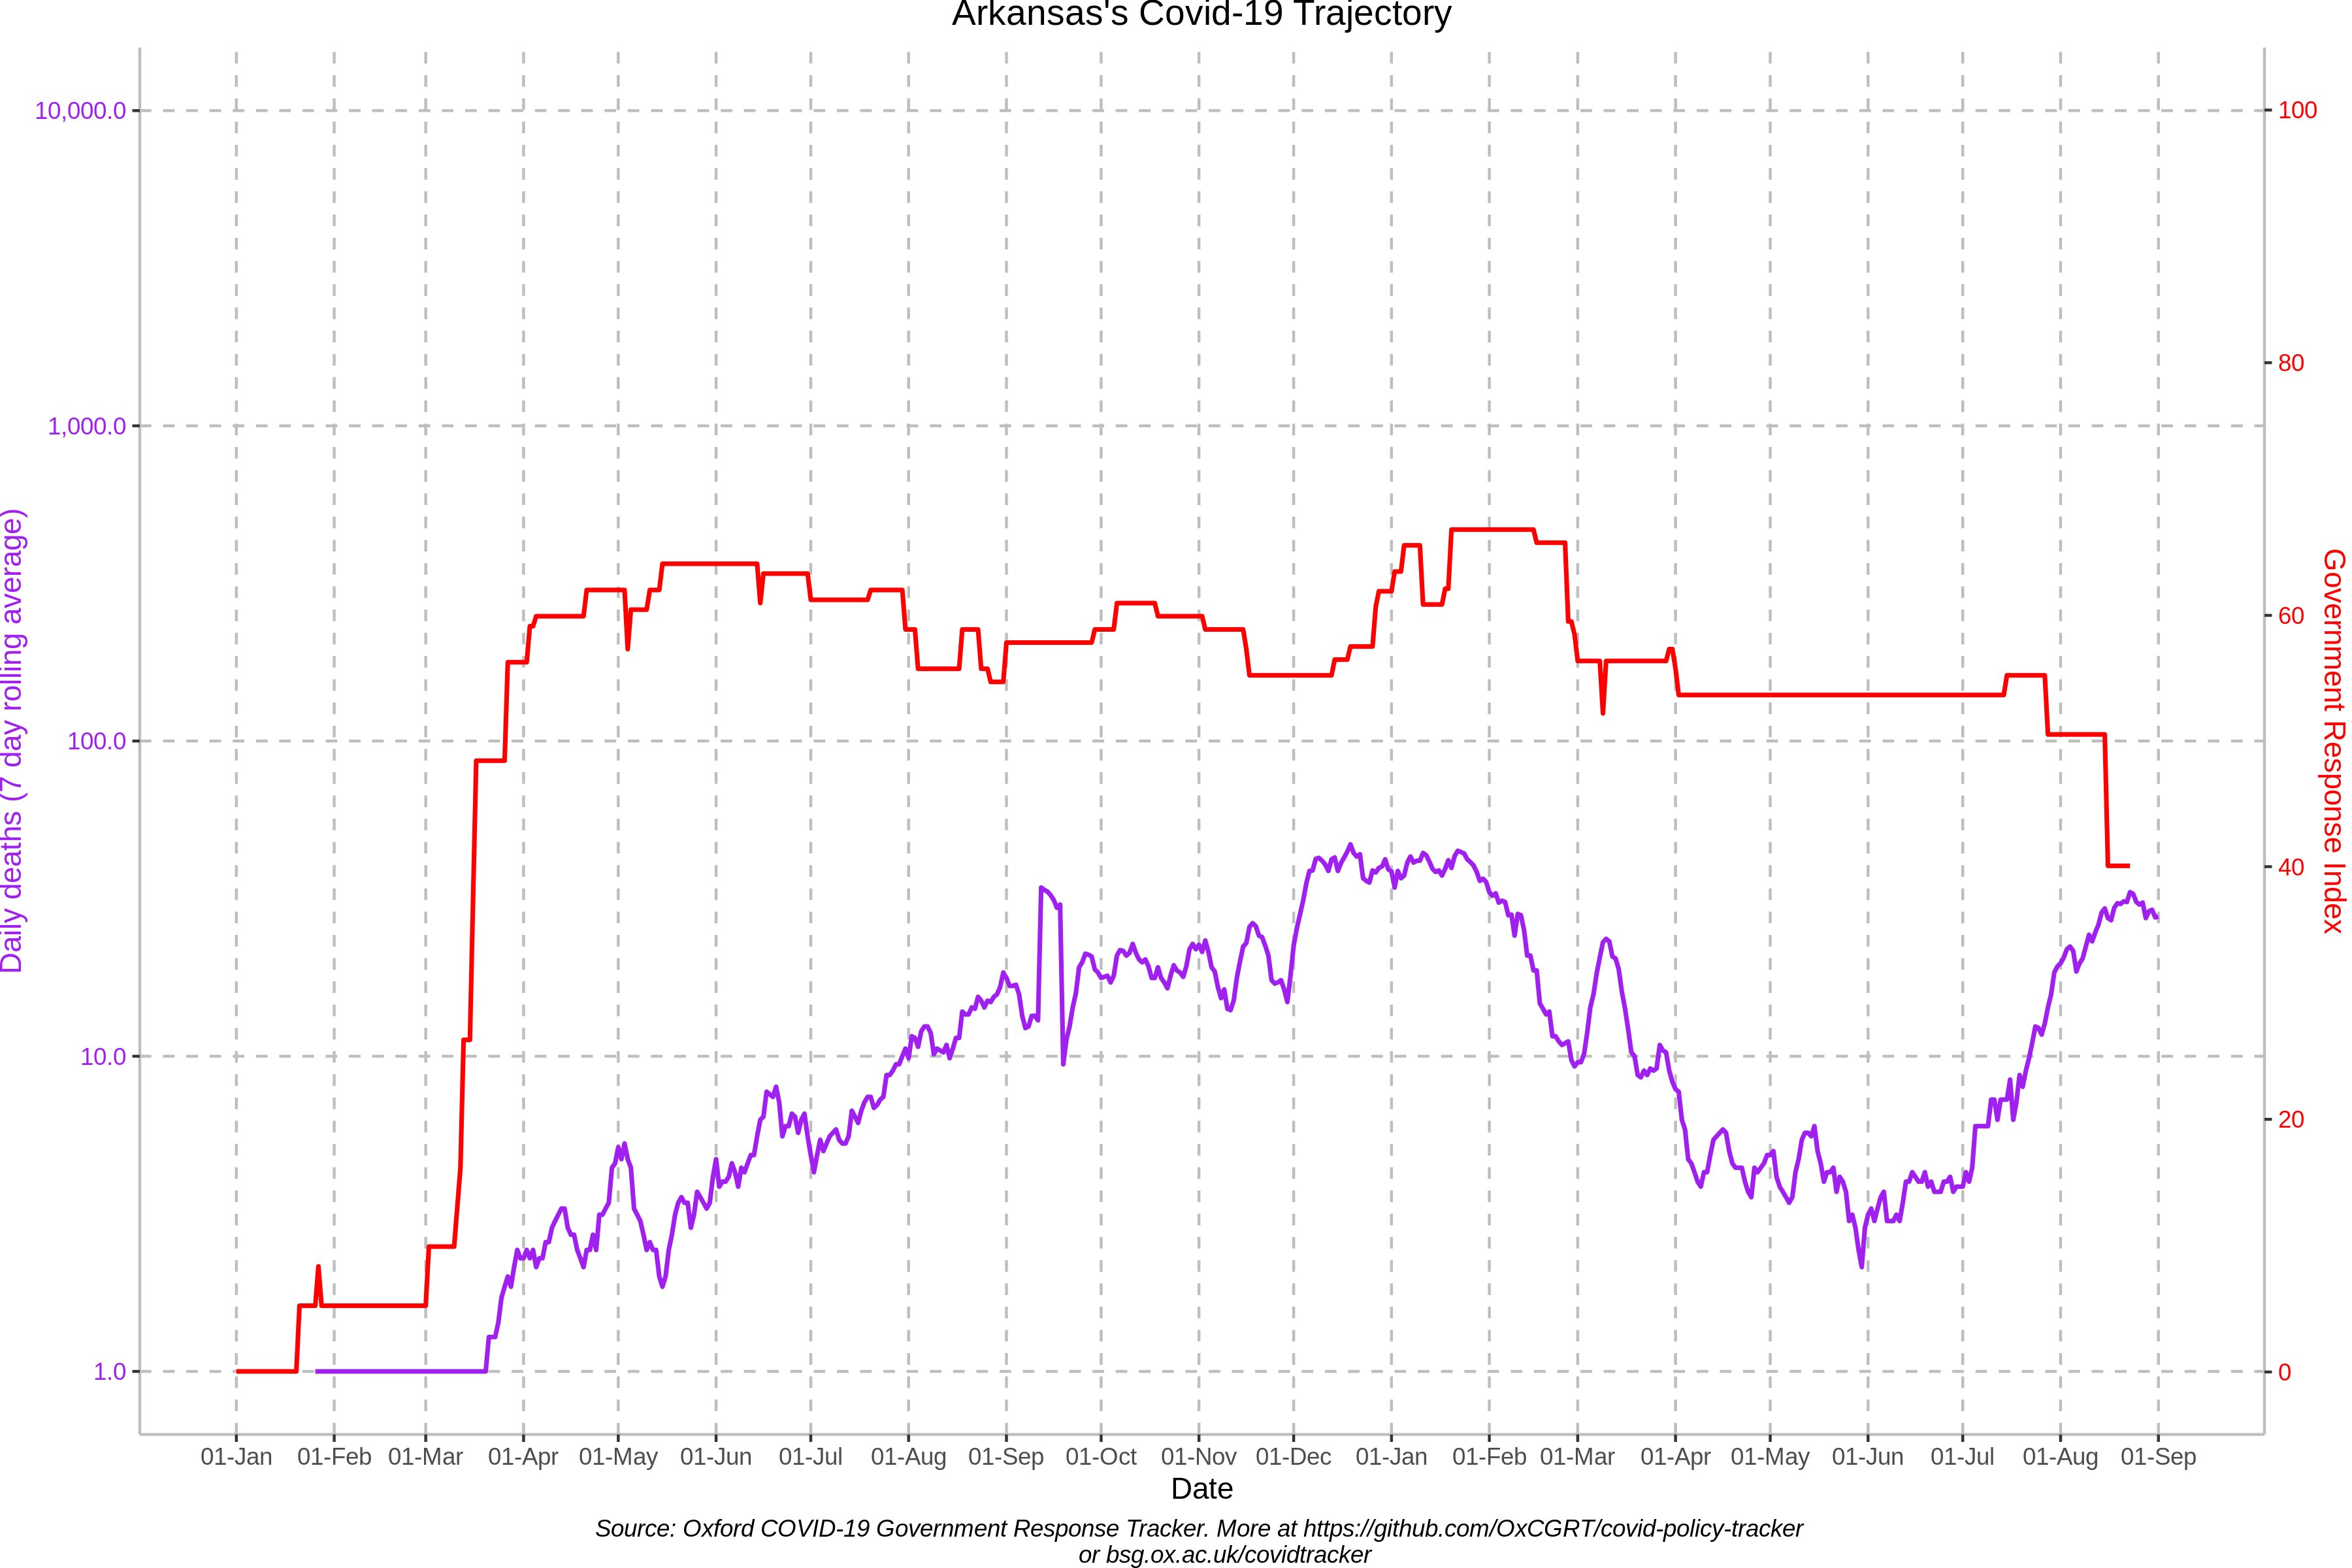 Arkansas's Covid-19 Trajectory
10,000.0
1,000.0
100.0
10.0
1.0
Daily deaths (7 day rolling average)
100
80
60
40
20
0
Government Response Index
01-Jan 01-Feb 01-Mar 01-Apr 01-May 01-Jun 01-Jul 01-Aug 01-Sep 01-Oct 01-Nov 01-Dec 01-Jan 01-Feb 01-Mar 01-Apr 01-May 01-Jun 01-Jul 01-Aug 01-Sep
Date
Source: Oxford COVID-19 Government Response Tracker. More at https://github.com/OxCGRT/covid-policy-tracker
or bsg.ox.ac.uk/covidtracker